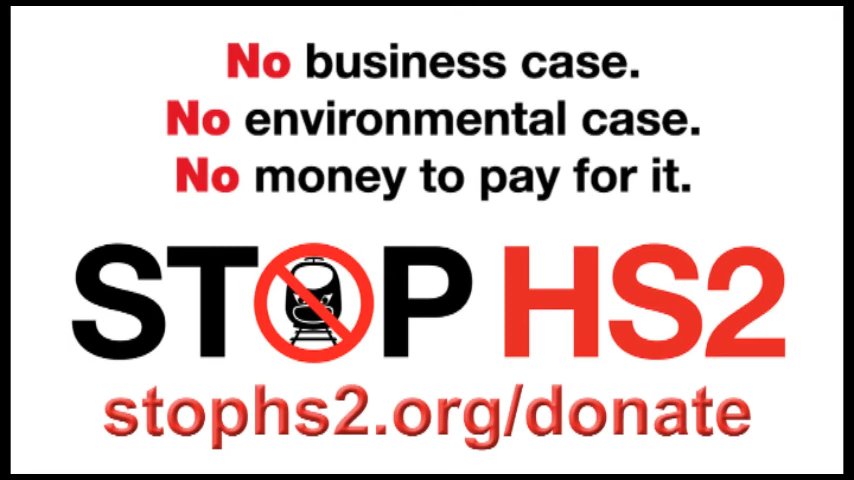 No business case.
No environmental case.
No money to pay for it.
STOP HS2
stophs2.org/donate